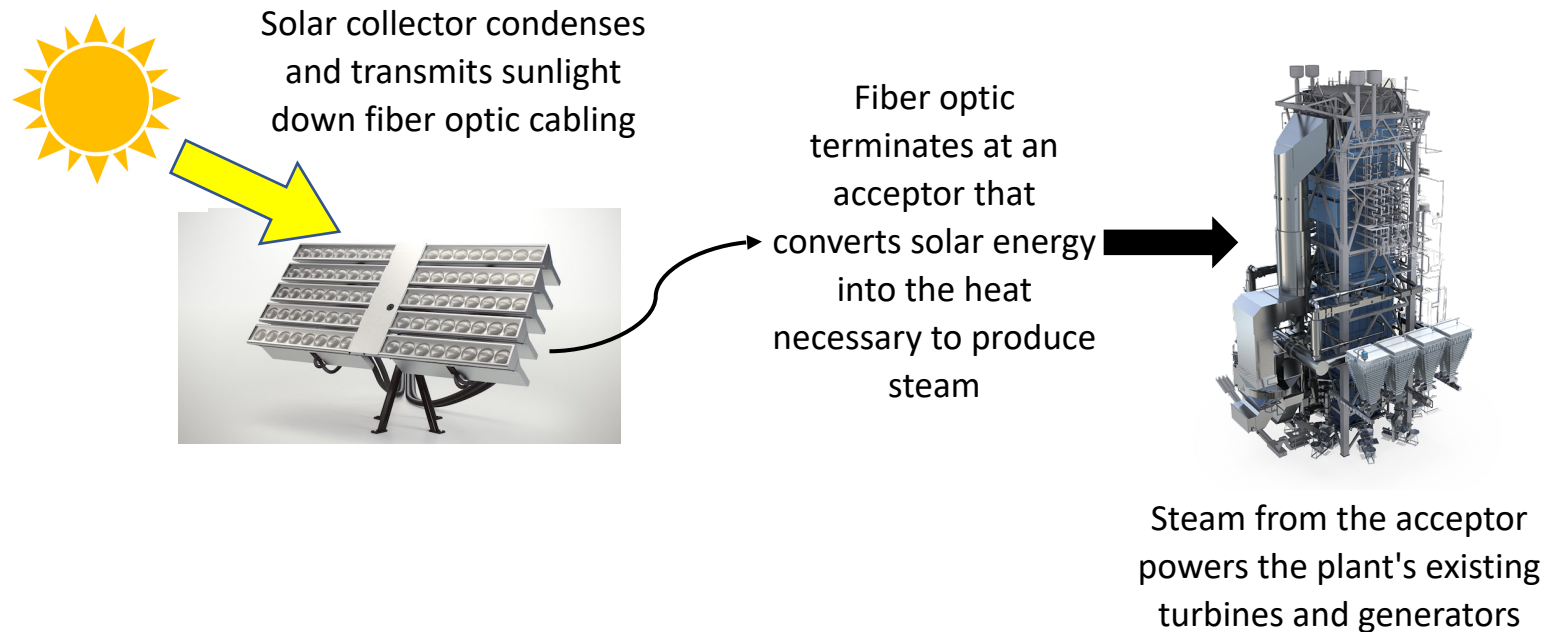 Solar collector condenses
and transmits sunlight
down fiber optic cabling
Fiber optic
terminates at an
acceptor that
converts solar energy
into the heat
necessary to produce
steam
Steam from the acceptor
powers the plant's existing
turbines and generators